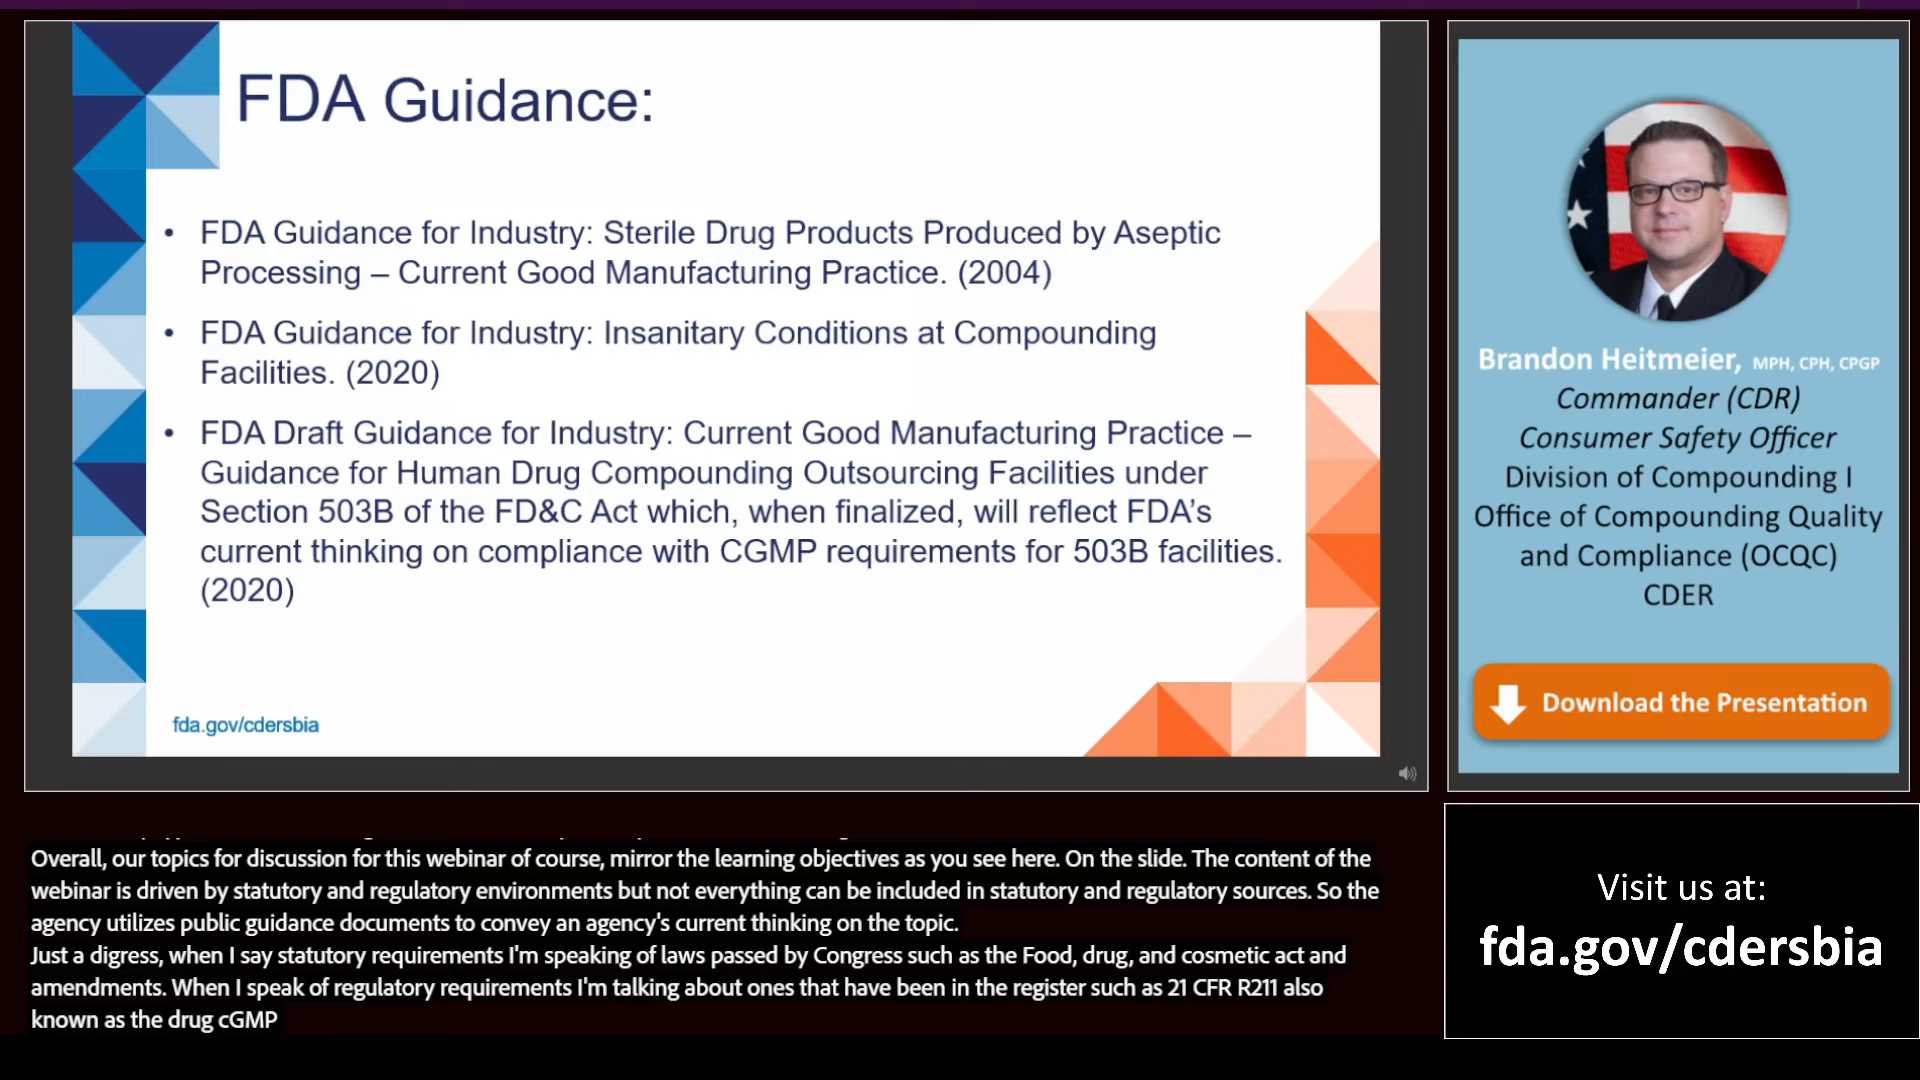 FDA Guidance:
• FDA Guidance for Industry: Sterile Drug Products Produced by Aseptic
Processing – Current Good Manufacturing Practice. (2004)
• FDA Guidance for Industry: Insanitary Conditions at Compounding
Facilities. (2020)
• FDA Draft Guidance for Industry: Current Good Manufacturing Practice –
Guidance for Human Drug Compounding Outsourcing Facilities under
Section 503B of the FD&C Act which, when finalized, will reflect FDA's
current thinking on compliance with CGMP requirements for 503B facilities.
(2020)
fda.gov/cdersbia
Brandon Heitmeier, MPH, CPH, CPGP
Commander (CDR)
Consumer Safety Officer
Division of Compounding I
Office of Compounding Quality
and Compliance (OCQC)
CDER
Download the Presentation
Overall, our topics for discussion for this webinar of course, mirror the learning objectives as you see here. On the slide. The content of the
webinar is driven by statutory and regulatory environments but not everything can be included in statutory and regulatory sources. So the
agency utilizes public guidance documents to convey an agency's current thinking on the topic.
Just a digress, when I say statutory requirements I'm speaking of laws passed by Congress such as the Food, drug, and cosmetic act and
amendments. When I speak of regulatory requirements I'm talking about ones that have been in the register such as 21 CFR R211 also
known as the drug cGMP
Visit us at:
fda.gov/cdersbia